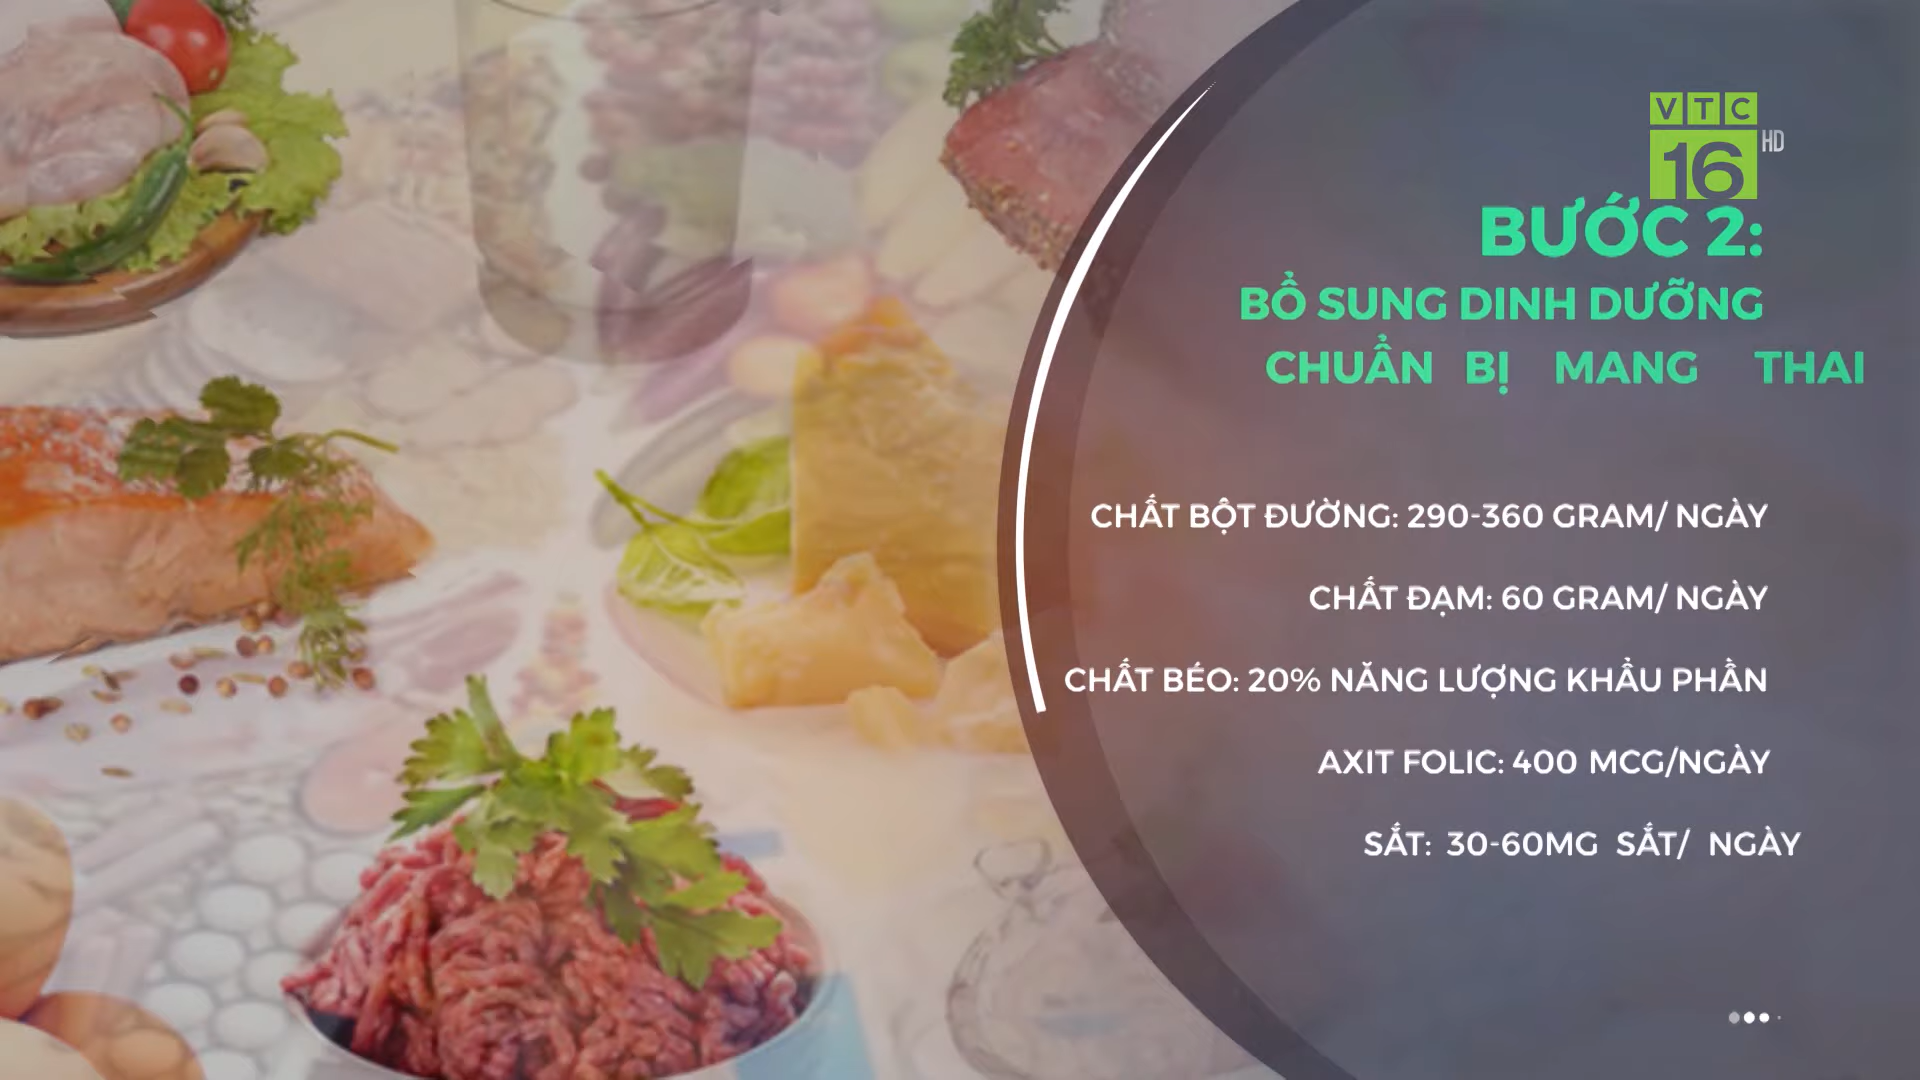 VTC
16 HD
BƯỚC 2:
BỔ SUNG DINH DƯỠNG
CHUẨN BỊ MANG THAI
CHẤT BỘT ĐƯỜNG: 290-360 GRAM/ NGÀY
CHẤT ĐẠM: 60 GRAM/ NGÀY
CHẤT BÉO: 20% NĂNG LƯỢNG KHẨU PHẦN
AXIT FOLIC: 400 MCG/NGÀY
SẮT: 30-60MG SẮT/ NGÀY